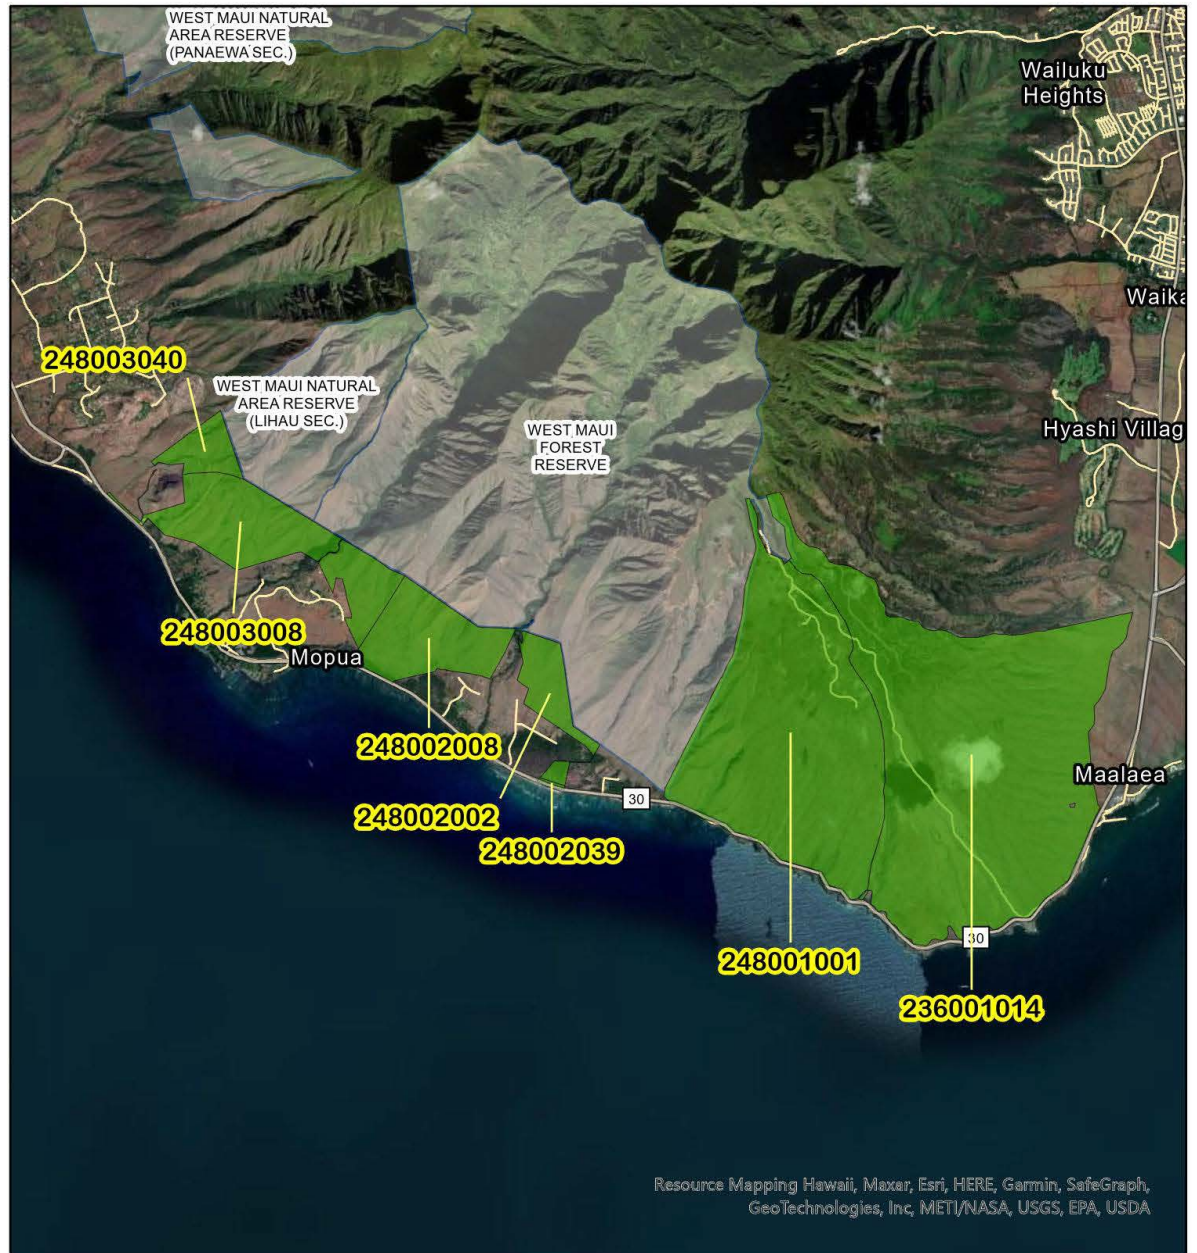 WEST MAUI NATURAL
AREA RESERVE
(PANAEWA SEC.)
Wailuku
Heights
Waika
248003040
WEST MAUI NATURAL
AREA RESERVE
(LIHAU SEC.)
WEST MAUI
FOREST
RESERVE
Hyashi Villag
248003008
Mopua
248002008
248002002
248002039
30
Maalaea
30
248001001
236001014
Resource Mapping Hawaii, Maxar, Esri, HERE, Garmin, SafeGraph,
GeoTechnologies, Inc, METI/NASA, USGS, EPA, USDA